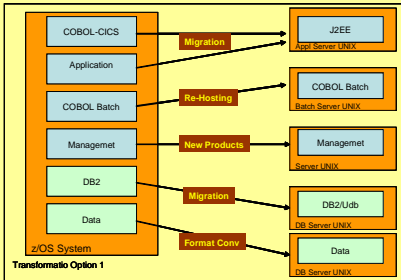 COBOL-CICS
Application
COBOL Batch
Managemet
DB2
Data
z/OS System
Transformatio Option 1
Migration
Re-Hosting
New Products
Migration
Format Conv
J2EE
Appl Server UNIX
COBOL Batch
Batch Server UNIX
Managemet
Server UNIX
DB2/Udb
DB Server UNIX
Data
DB Server UNIX